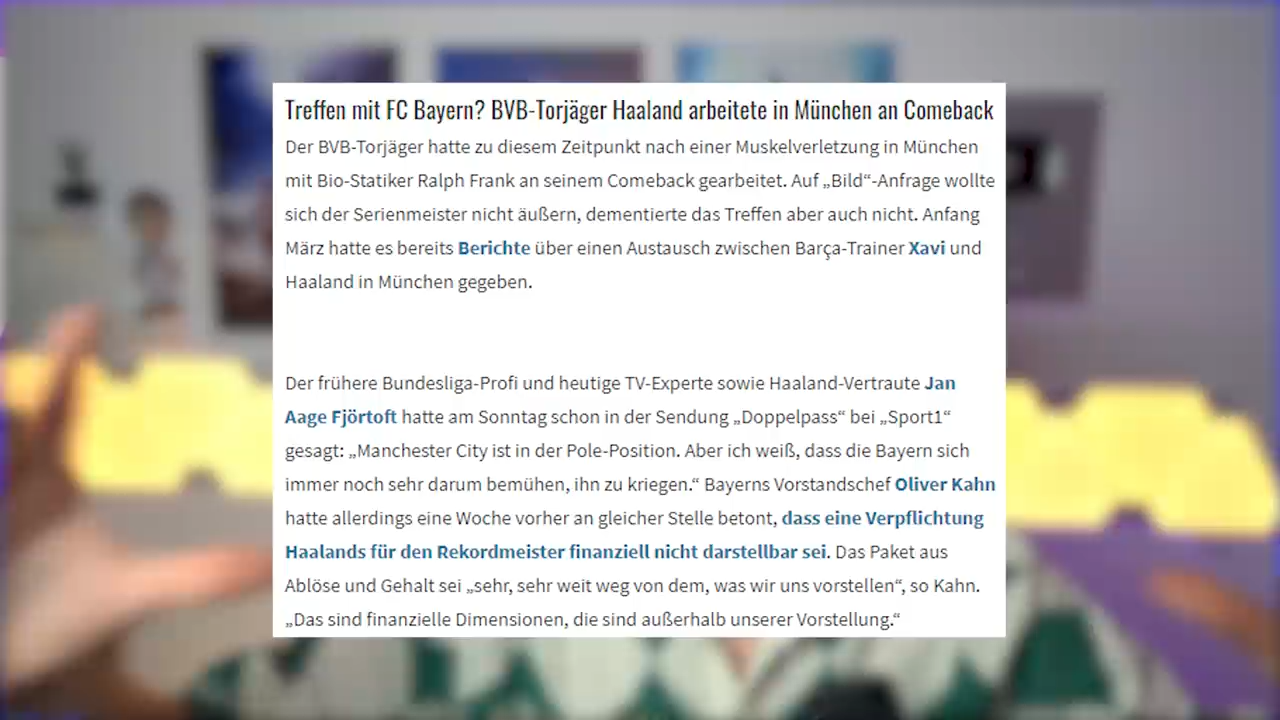 Treffen mit FC Bayern? BVB-Torjäger Haaland arbeitete in München an Comeback
Der BVB-Torjäger hatte zu diesem Zeitpunkt nach einer Muskelverletzung in München
mit Bio-Statiker Ralph Frank an seinem Comeback gearbeitet. Auf „Bild“-Anfrage wollte
sich der Serienmeister nicht äußern, dementierte das Treffen aber auch nicht. Anfang
März hatte es bereits Berichte über einen Austausch zwischen Barça-Trainer Xavi und
Haaland in München gegeben.
Der frühere Bundesliga-Profi und heutige TV-Experte sowie Haaland-Vertraute Jan
Aage Fjörtoft hatte am Sonntag schon in der Sendung „Doppelpass“ bei „Sport1“
gesagt: „Manchester City ist in der Pole-Position. Aber ich weiß, dass die Bayern sich
immer noch sehr darum bemühen, ihn zu kriegen.“ Bayerns Vorstandschef Oliver Kahn
hatte allerdings eine Woche vorher an gleicher Stelle betont, dass eine Verpflichtung
Haalands für den Rekordmeister finanziell nicht darstellbar sei. Das Paket aus
Ablöse und Gehalt sei „sehr, sehr weit weg von dem, was wir uns vorstellen“, so Kahn.
„Das sind finanzielle Dimensionen, die sind außerhalb unserer Vorstellung.“